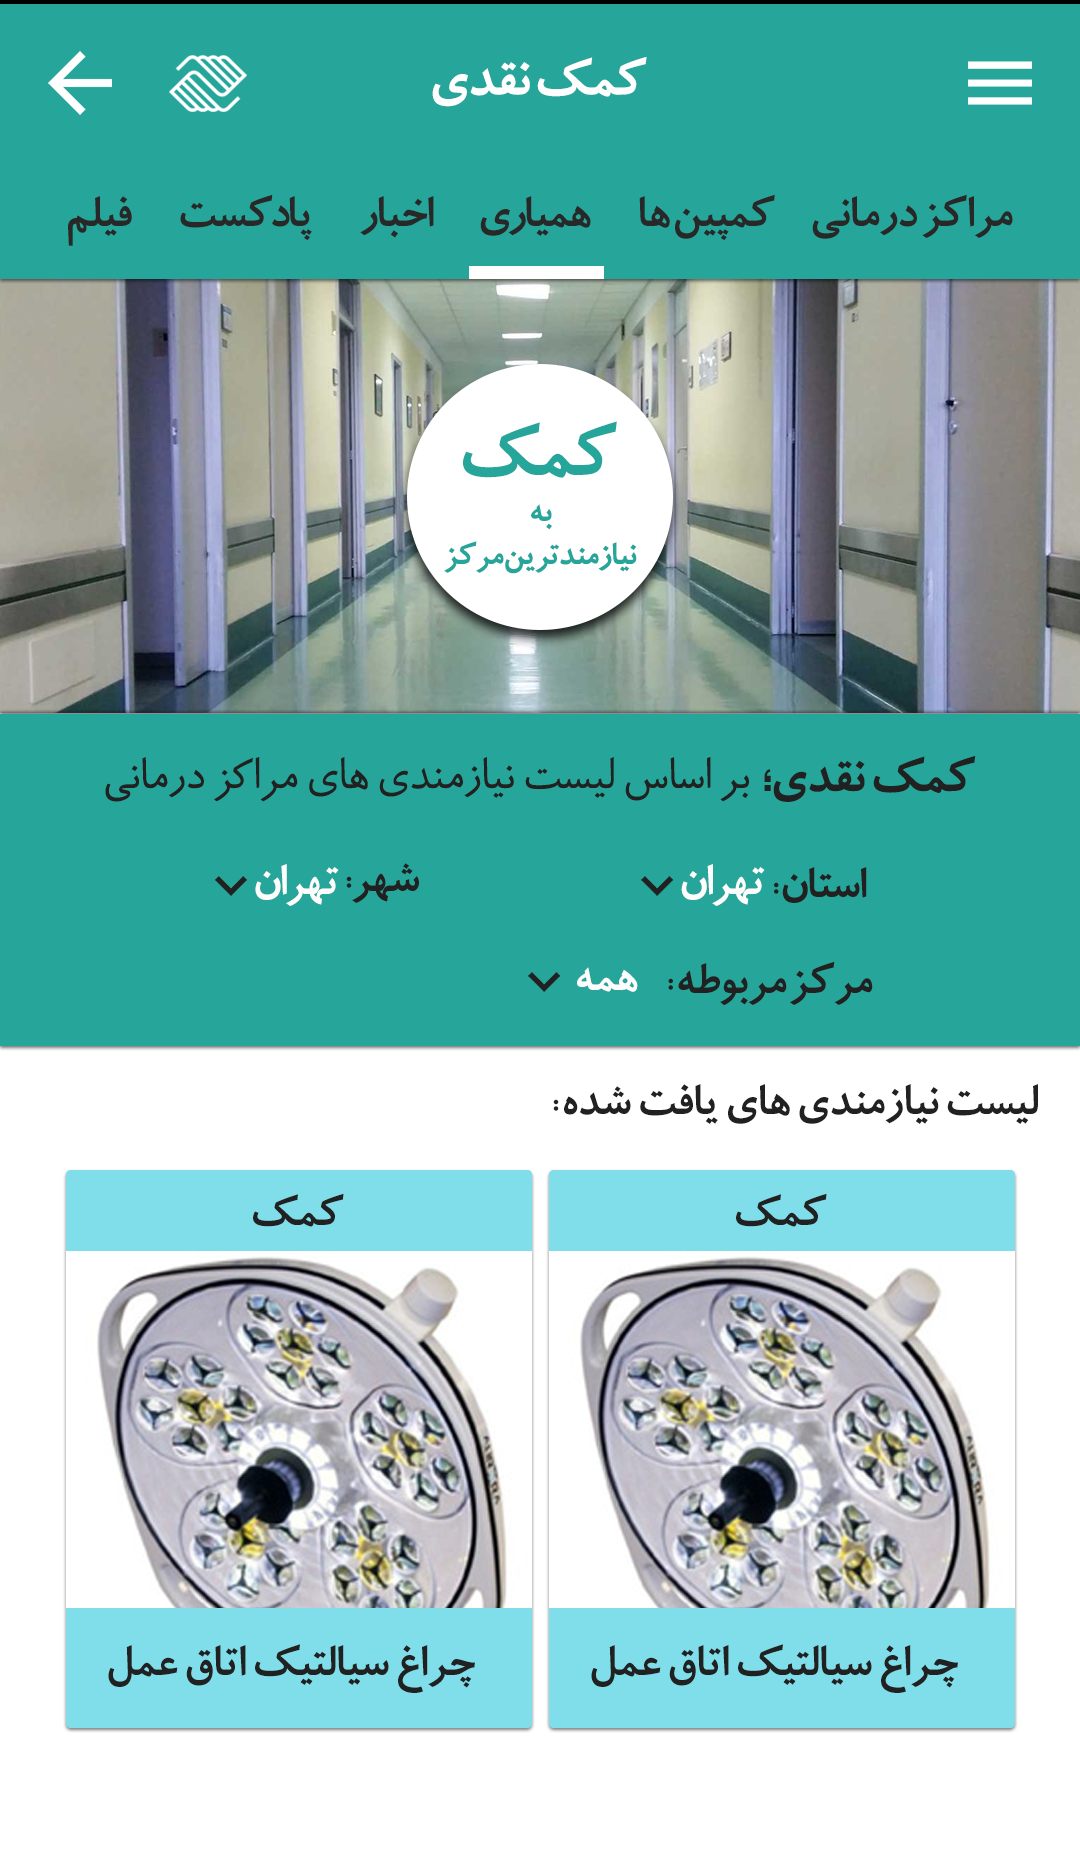 کمک نقدی
مراکز درمانی کمپین‌ها همیاری اخبار پادکست فیلم
کمک
به
نیازمندترین‌مرکز
کمک نقدی؛ بر اساس لیست نیازمندی های مراکز درمانی
استان: تهران شهر: تهران
مرکز مربوطه: همه
لیست نیازمندی های یافت شده:
کمک
چراغ سیالتیک اتاق عمل
کمک
چراغ سیالتیک اتاق عمل